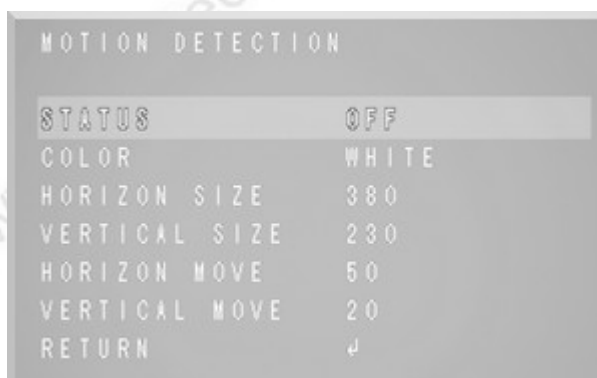 MOTION DETECTION
STATUS OFF
COLOR WHITE
HORIZON SIZE 380
VERTICAL SIZE 230
HORIZON MOVE 50
VERTICAL MOVE 20
RETURN ↲